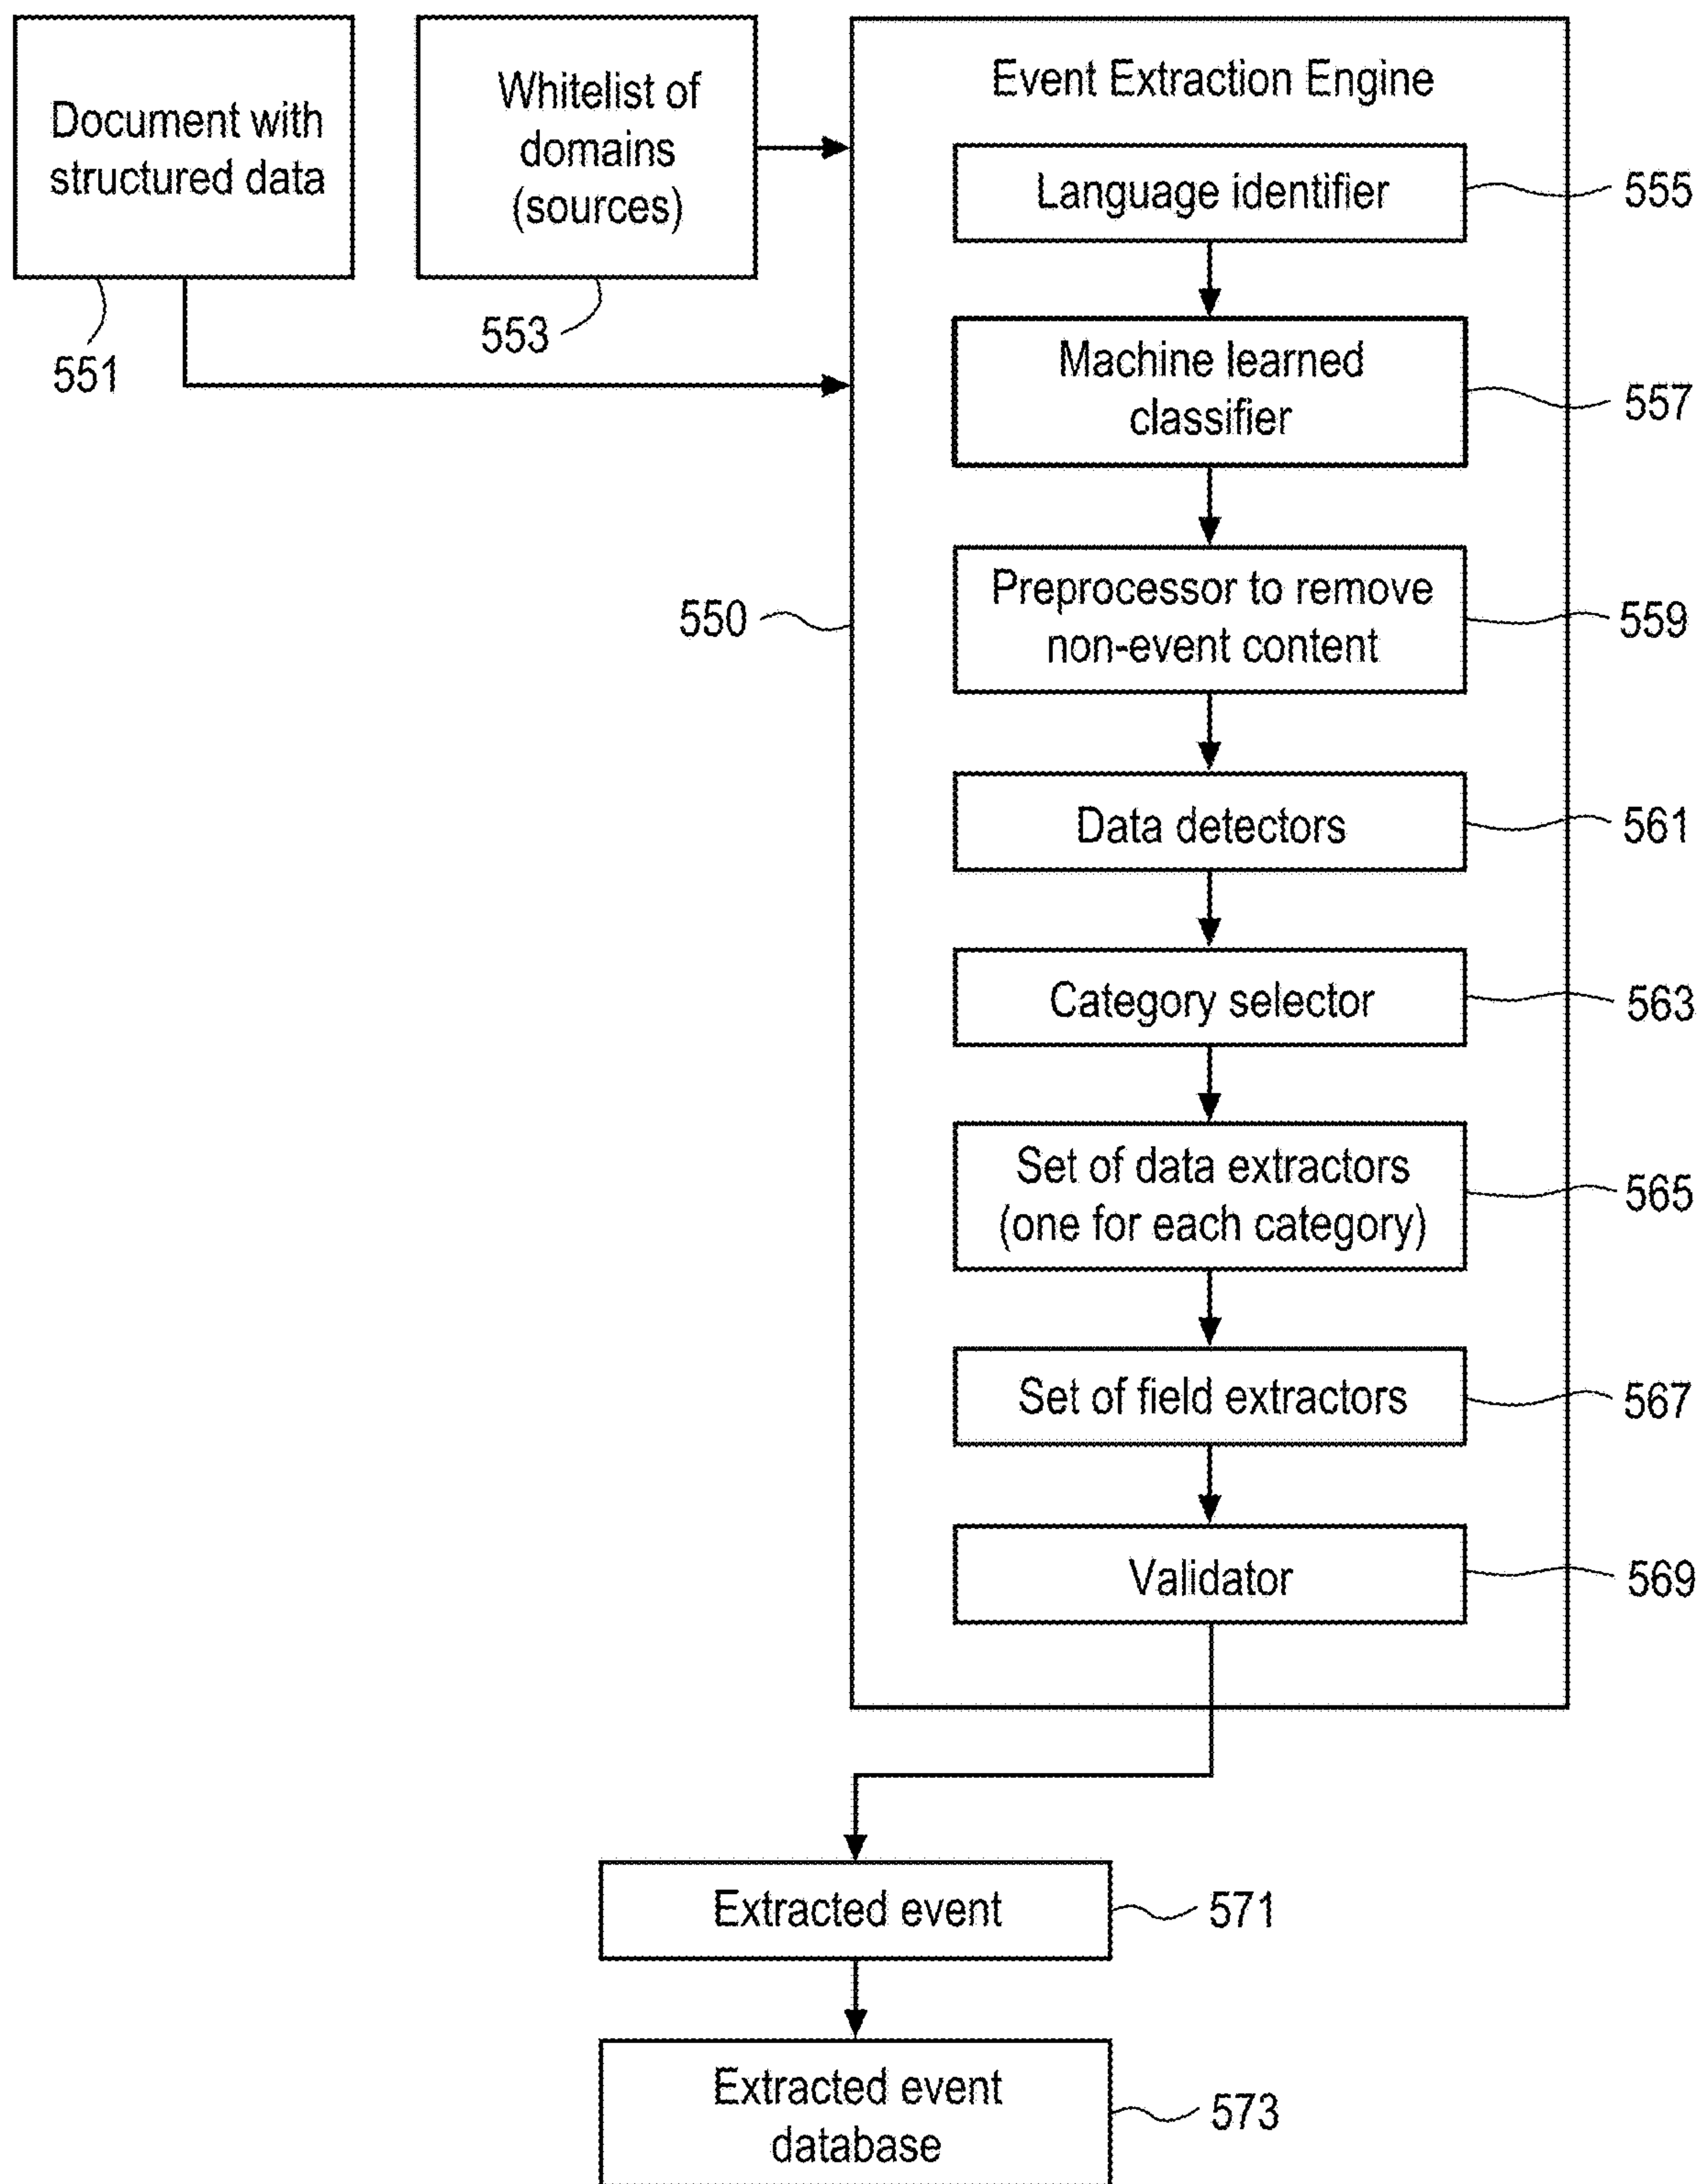 Document with
structured data
551
Whitelist of
domains
(sources)
553
Event Extraction Engine
550
Language identifier
555
Machine learned
classifier
557
Preprocessor to remove
non-event content
559
Data detectors
561
Category selector
563
Set of data extractors
(one for each category)
565
Set of field extractors
567
Validator
569
Extracted event
571
Extracted event
database
573